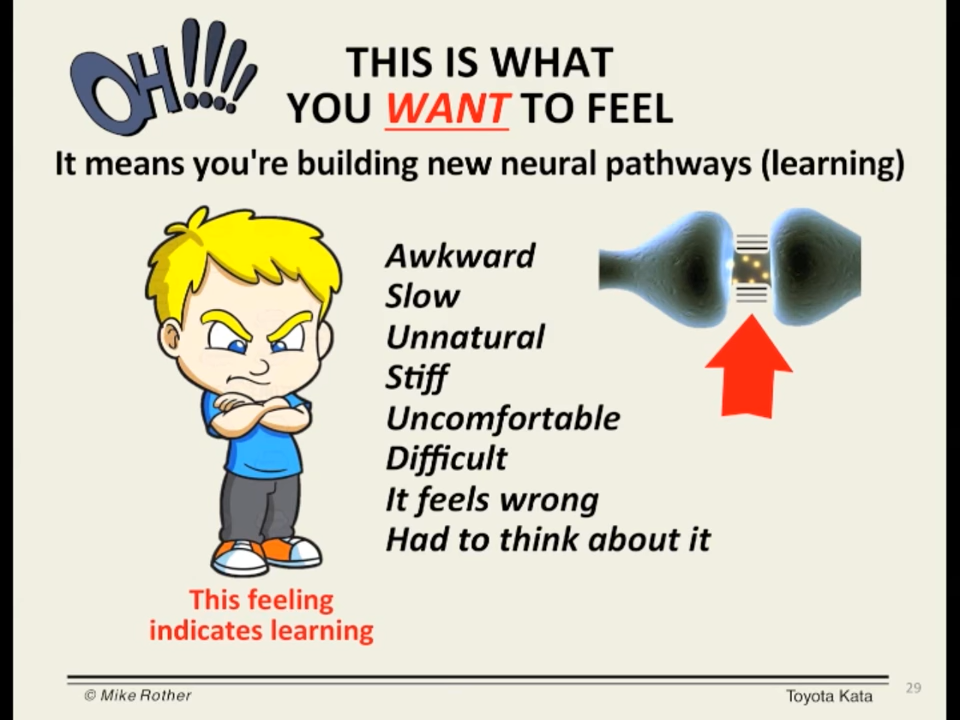 OH!!!!
THIS IS WHAT
YOU WANT TO FEEL
It means you're building new neural pathways (learning)
Awkward
Slow
Unnatural
Stiff
Uncomfortable
Difficult
It feels wrong
Had to think about it
This feeling
indicates learning
© Mike Rother
Toyota Kata
29